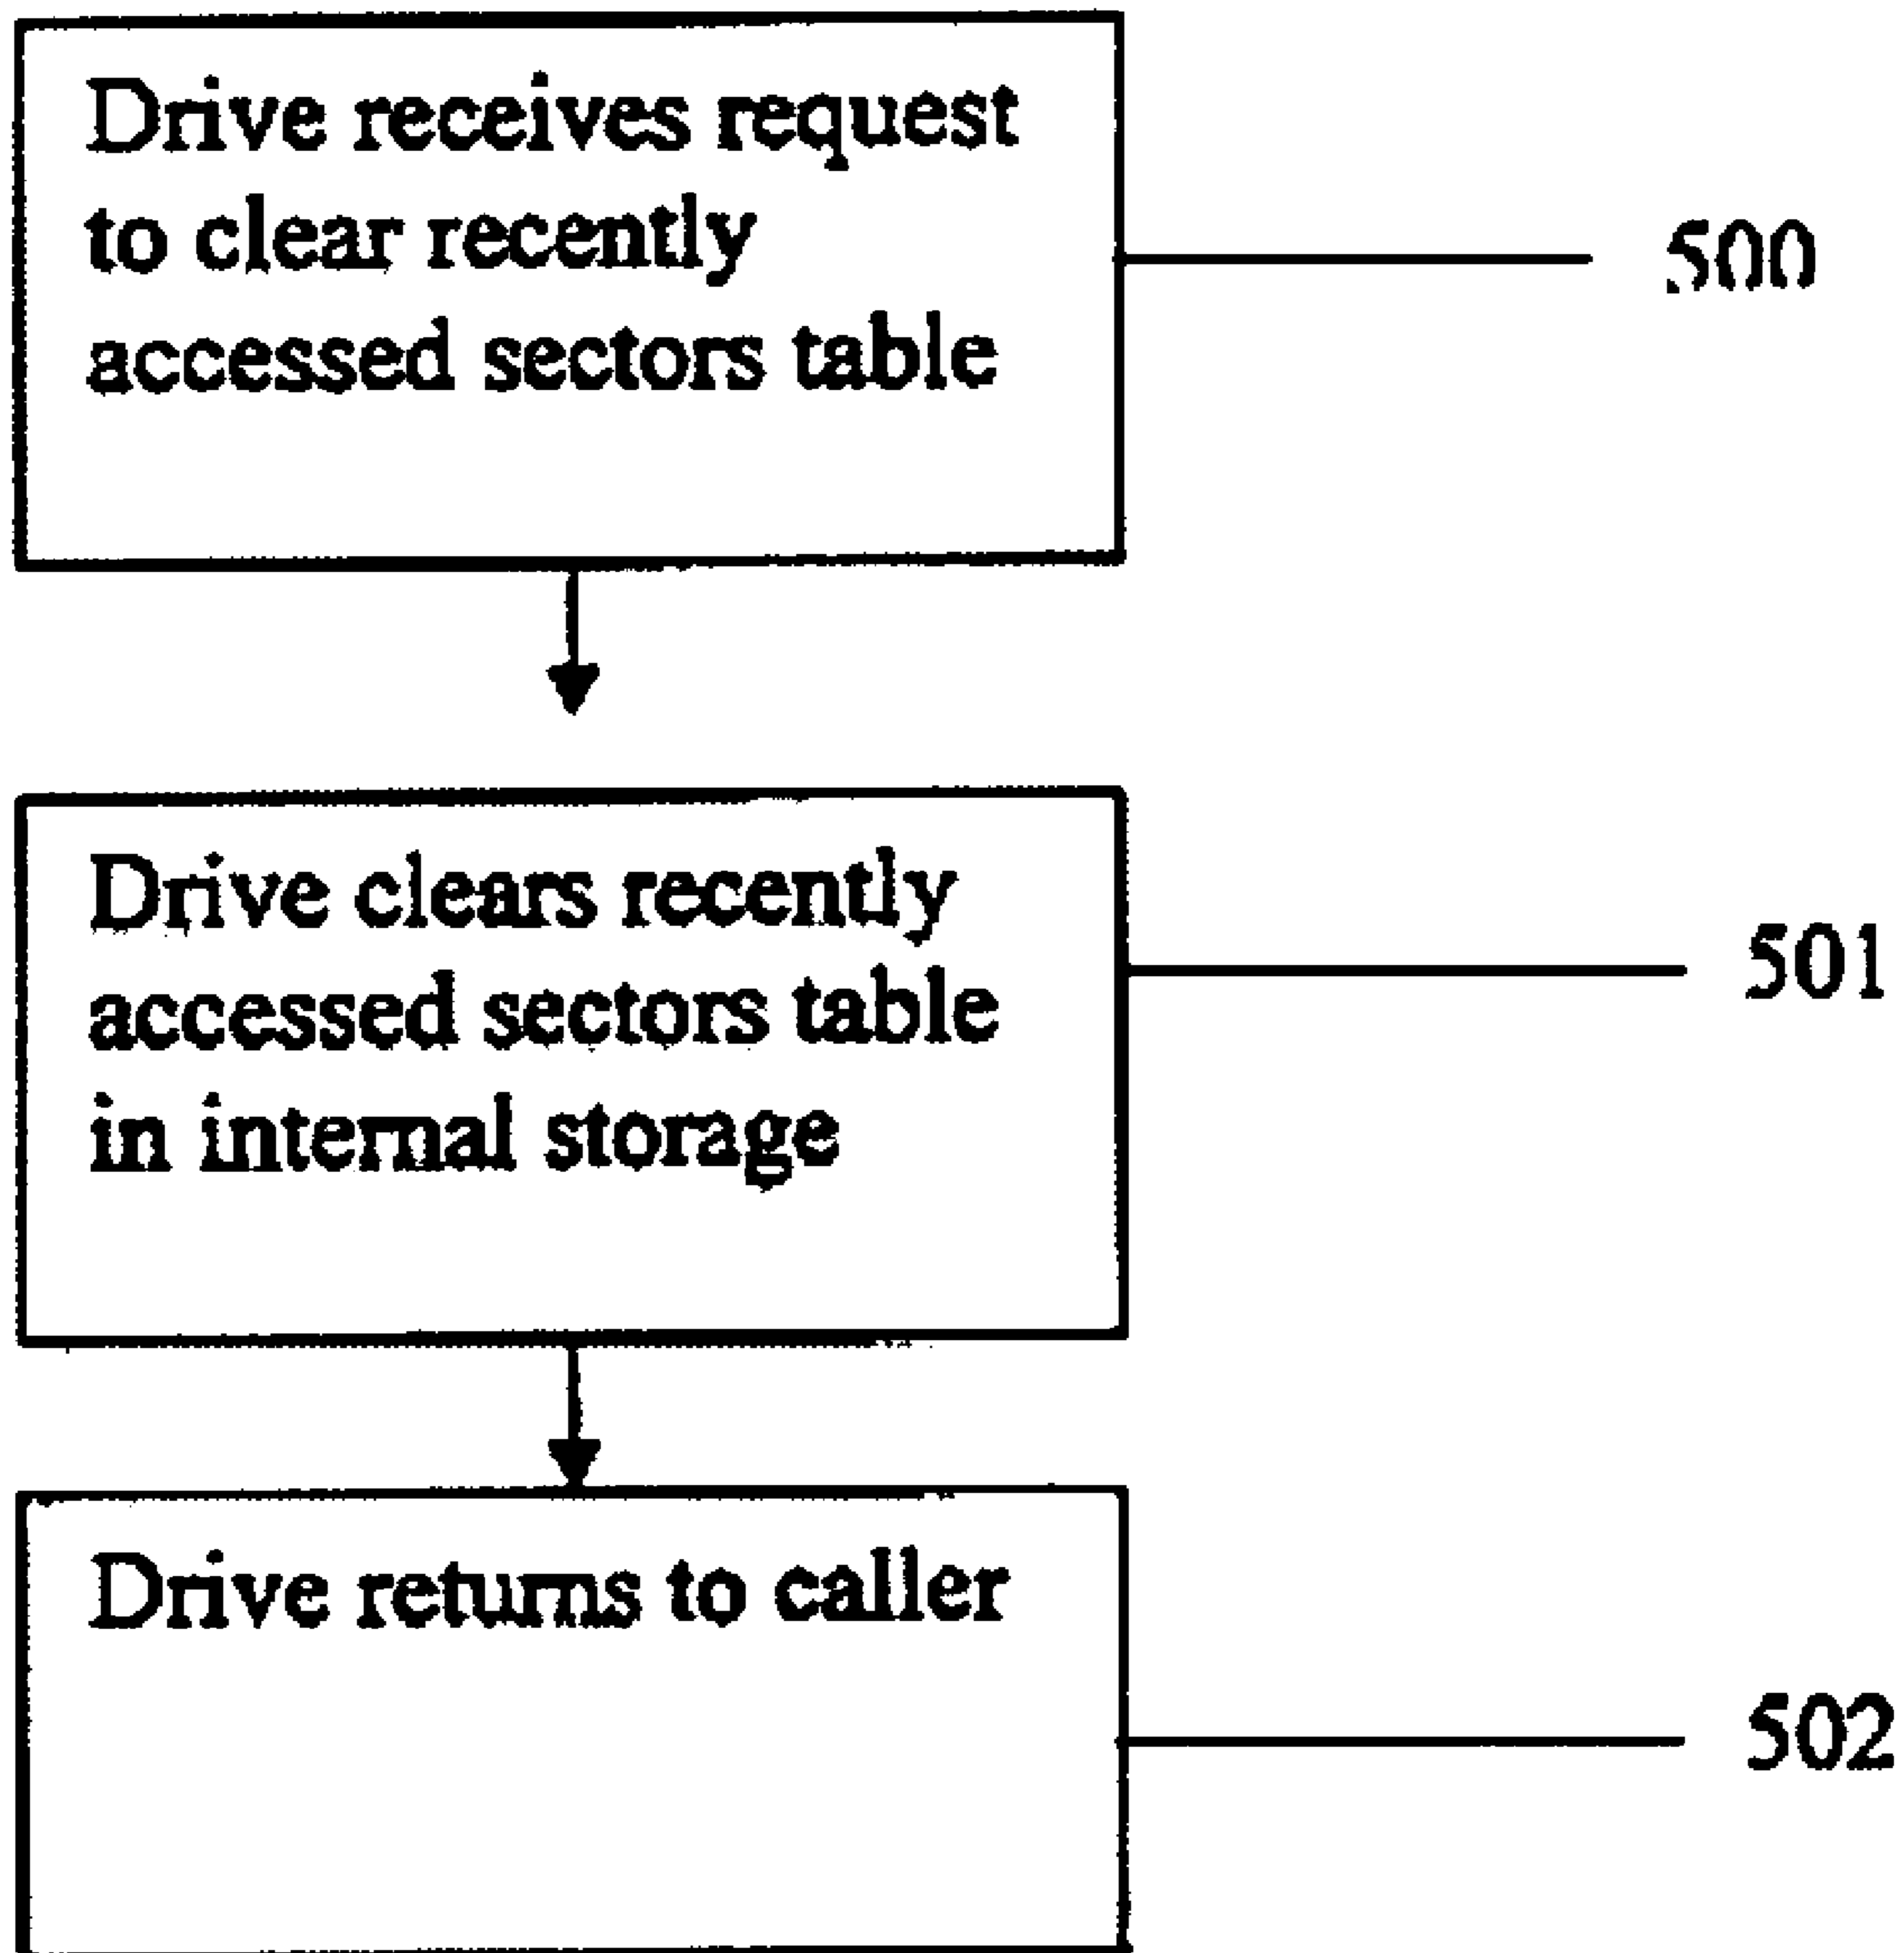 Drive receives request
to clear recently
accessed sectors table
500
Drive clears recently
accessed sectors table
in internal storage
501
Drive returns to caller
502